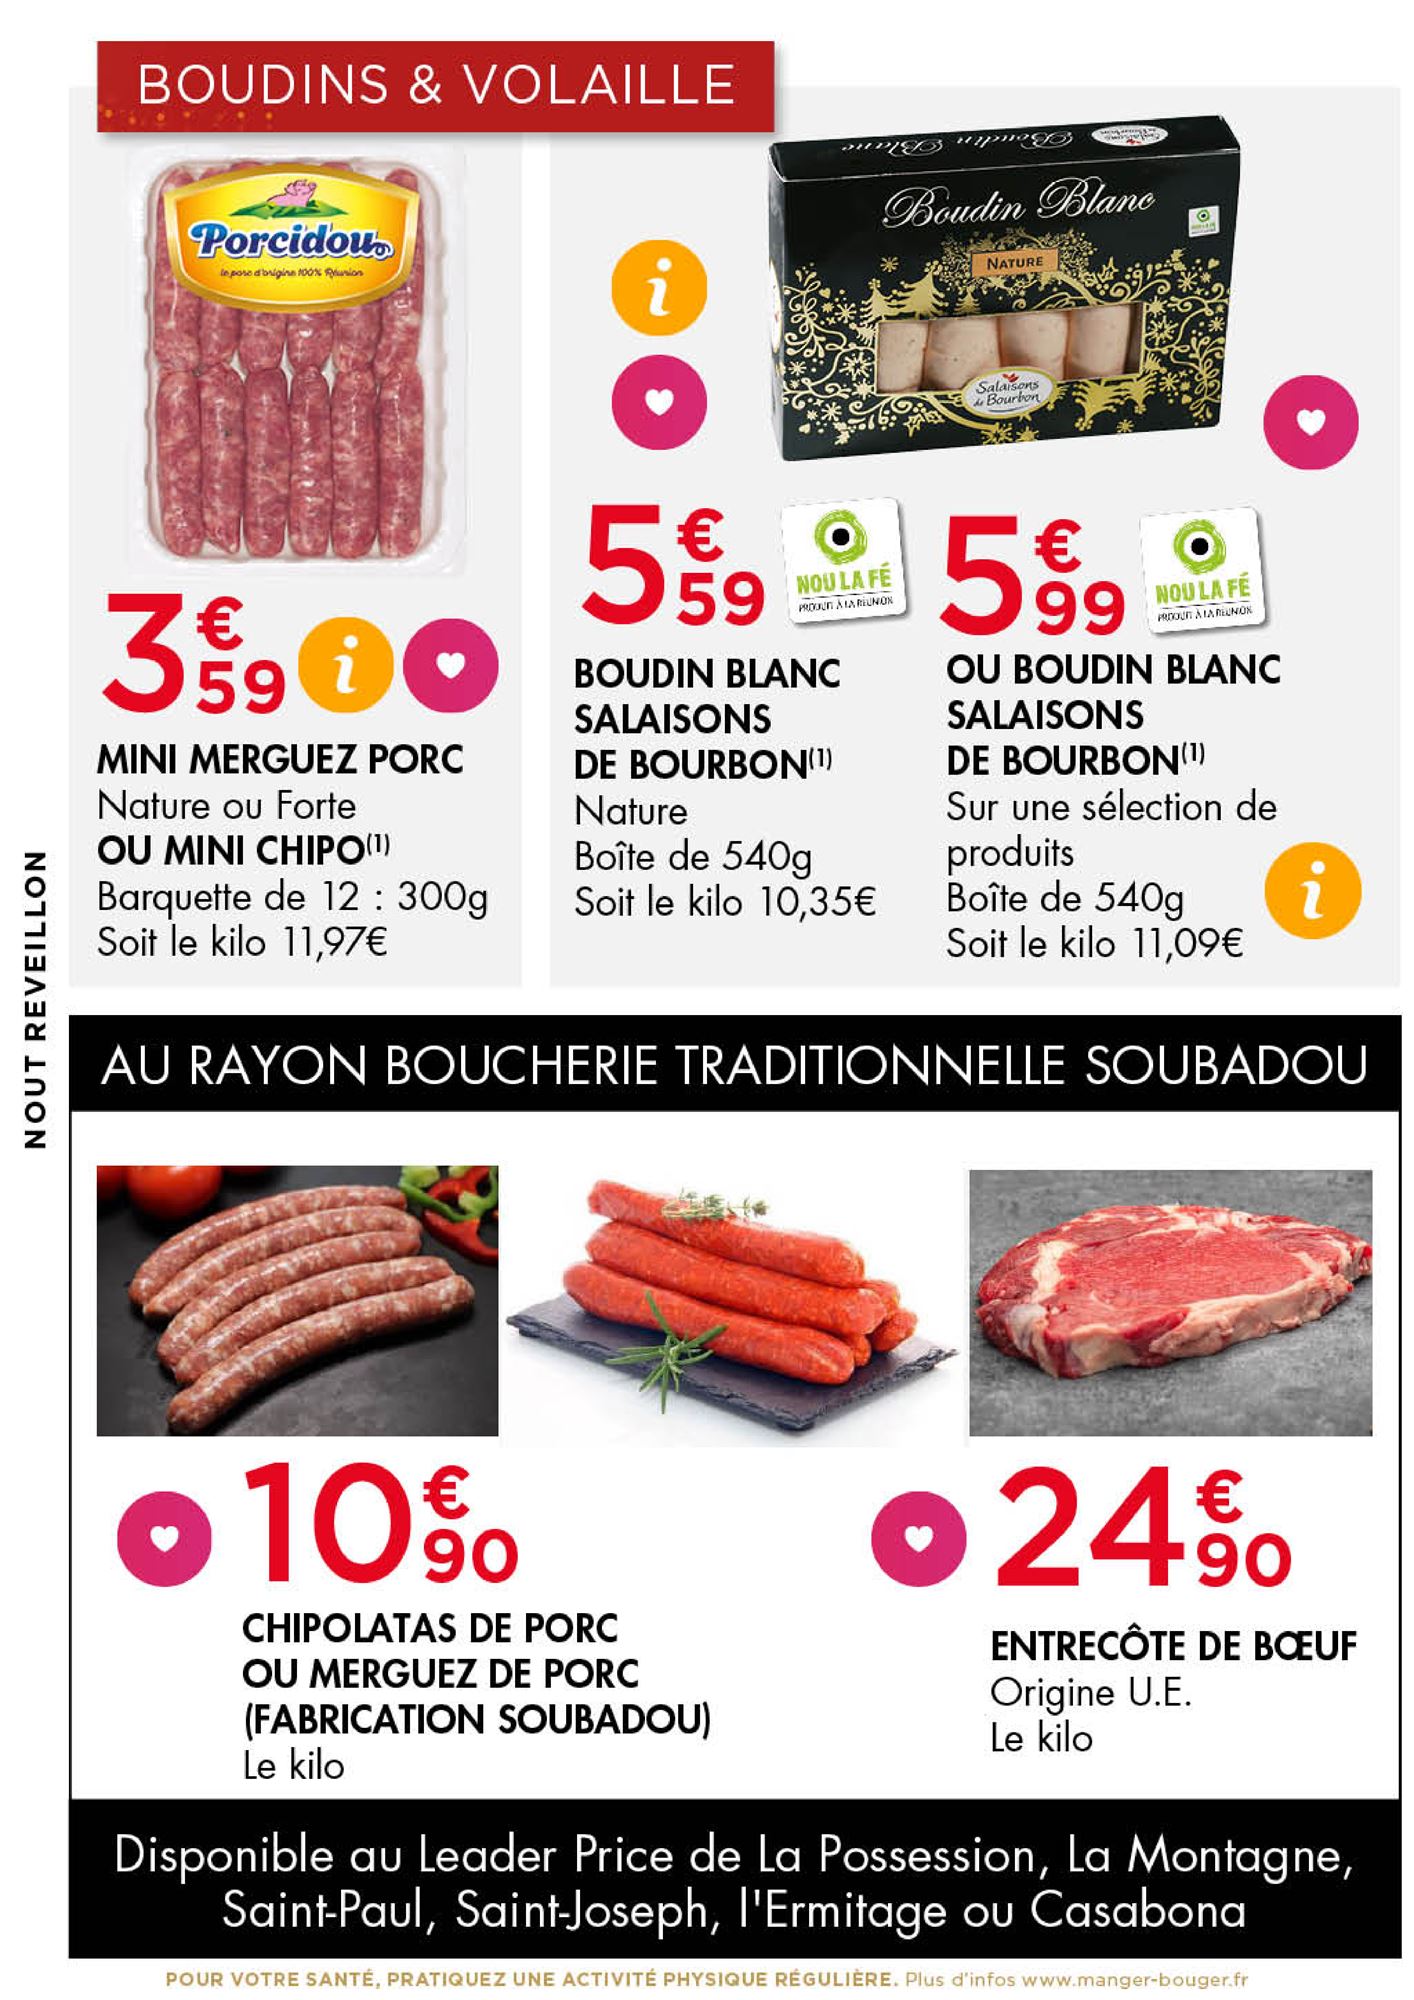 BOUDINS & VOLAILLE
Porcidou
le porc d'origine 100% Réunion
Boudin Blanc
Boudin Blanc
NATURE
Salaisons
de Bourbon
3€59
MINI MERGUEZ PORC
Nature ou Forte
OU MINI CHIPO(1)
Barquette de 12 : 300g
Soit le kilo 11,97€
5€59
NOU LA FÉ
PRODUIT À LA RÉUNION
BOUDIN BLANC
SALAISONS
DE BOURBON(1)
Nature
Boîte de 540g
Soit le kilo 10,35€
5€99
NOU LA FÉ
PRODUIT À LA RÉUNION
OU BOUDIN BLANC
SALAISONS
DE BOURBON(1)
Sur une sélection de
produits
Boîte de 540g
Soit le kilo 11,09€
NOUT REVEILLON
AU RAYON BOUCHERIE TRADITIONNELLE SOUBADOU
10€90
CHIPOLATAS DE PORC
OU MERGUEZ DE PORC
(FABRICATION SOUBADOU)
Le kilo
24€90
ENTRECÔTE DE BŒUF
Origine U.E.
Le kilo
Disponible au Leader Price de La Possession, La Montagne,
Saint-Paul, Saint-Joseph, l'Ermitage ou Casabona
POUR VOTRE SANTÉ, PRATIQUEZ UNE ACTIVITÉ PHYSIQUE RÉGULIÈRE. Plus d'infos www.manger-bouger.fr